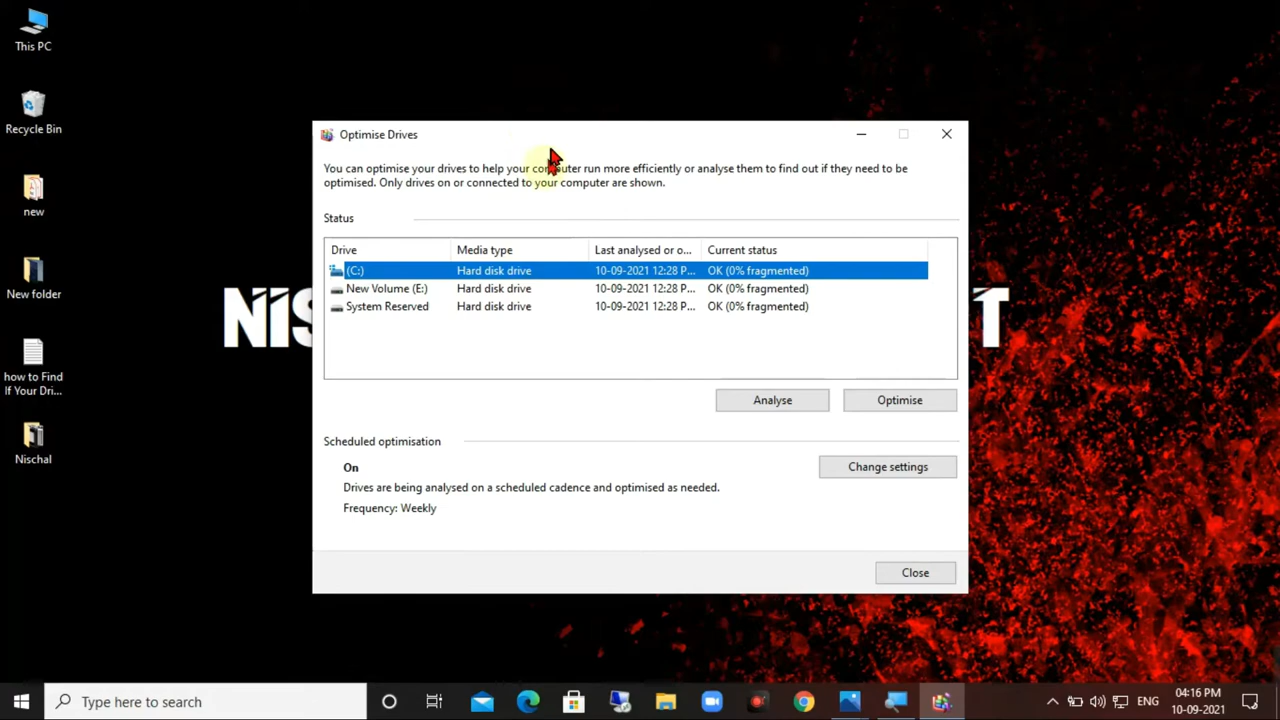 This PC
Recycle Bin
new
New folder
how to Find
If Your Dri...
Nischal
NiS
T
Optimise Drives
You can optimise your drives to help your computer run more efficiently or analyse them to find out if they need to be
optimised. Only drives on or connected to your computer are shown.
Status
Drive Media type Last analysed or o... Current status
(C:) Hard disk drive 10-09-2021 12:28 P... OK (0% fragmented)
New Volume (E:) Hard disk drive 10-09-2021 12:28 P... OK (0% fragmented)
System Reserved Hard disk drive 10-09-2021 12:28 P... OK (0% fragmented)
Analyse Optimise
Scheduled optimisation
On Change settings
Drives are being analysed on a scheduled cadence and optimised as needed.
Frequency: Weekly
Close
Type here to search
ENG
04:16 PM
10-09-2021